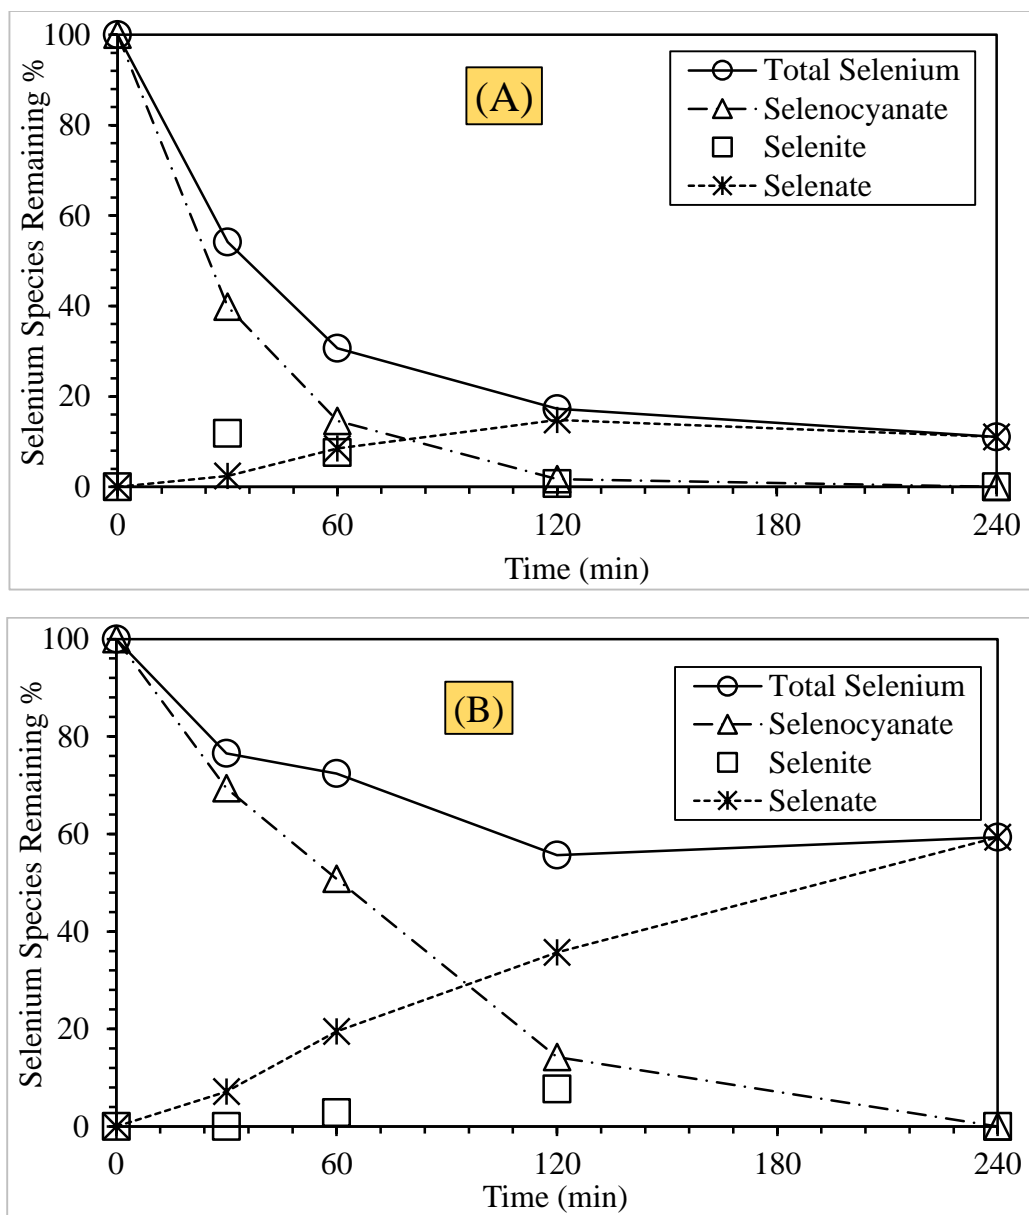 (A)
Total Selenium
Selenocyanate
Selenite
Selenate
Selenium Species Remaining %
100
80
60
40
20
0
0 60 120 180 240
Time (min)
(B)
Total Selenium
Selenocyanate
Selenite
Selenate
Selenium Species Remaining %
100
80
60
40
20
0
0 60 120 180 240
Time (min)